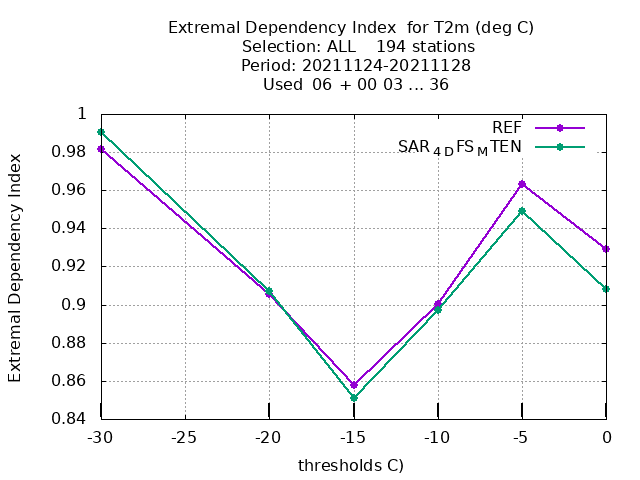 Extremal Dependency Index  for T2m (deg C)
Selection: ALL    194 stations
Period: 20211124-20211128
Used  06 + 00 03 ... 36
REF
SAR₄DFSMTEN
1
0.98
0.96
0.94
0.92
0.9
0.88
0.86
0.84
Extremal Dependency Index
-30
-25
-20
-15
-10
-5
0
thresholds C)